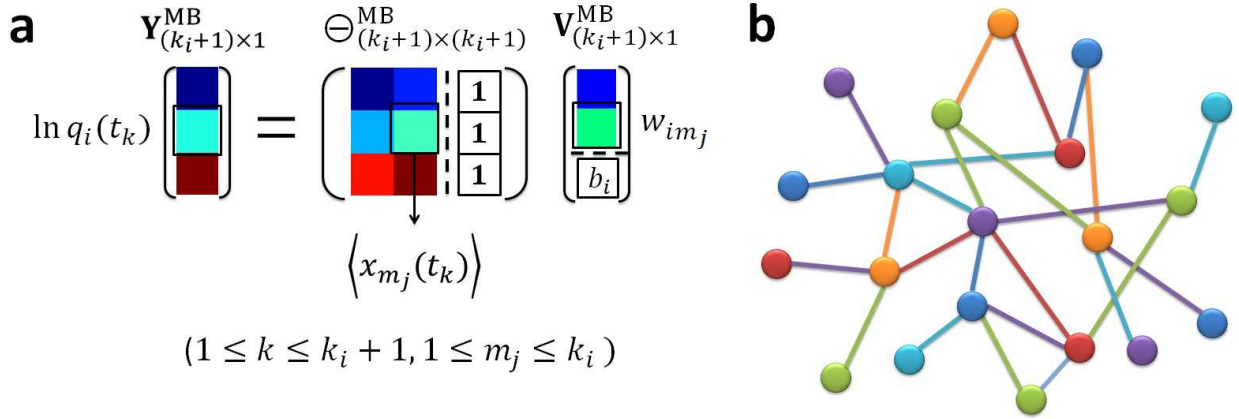 a
b
𝐘^MB_(k_i+1)×1 ⊖^MB_(k_i+1)×(k_i+1) 𝐕^MB_(k_i+1)×1
ln q_i(t_k) = 1 w_{im_j}
1
1 b_i
⟨x_{m_j}(t_k)⟩
(1 ≤ k ≤ k_i + 1, 1 ≤ m_j ≤ k_i )